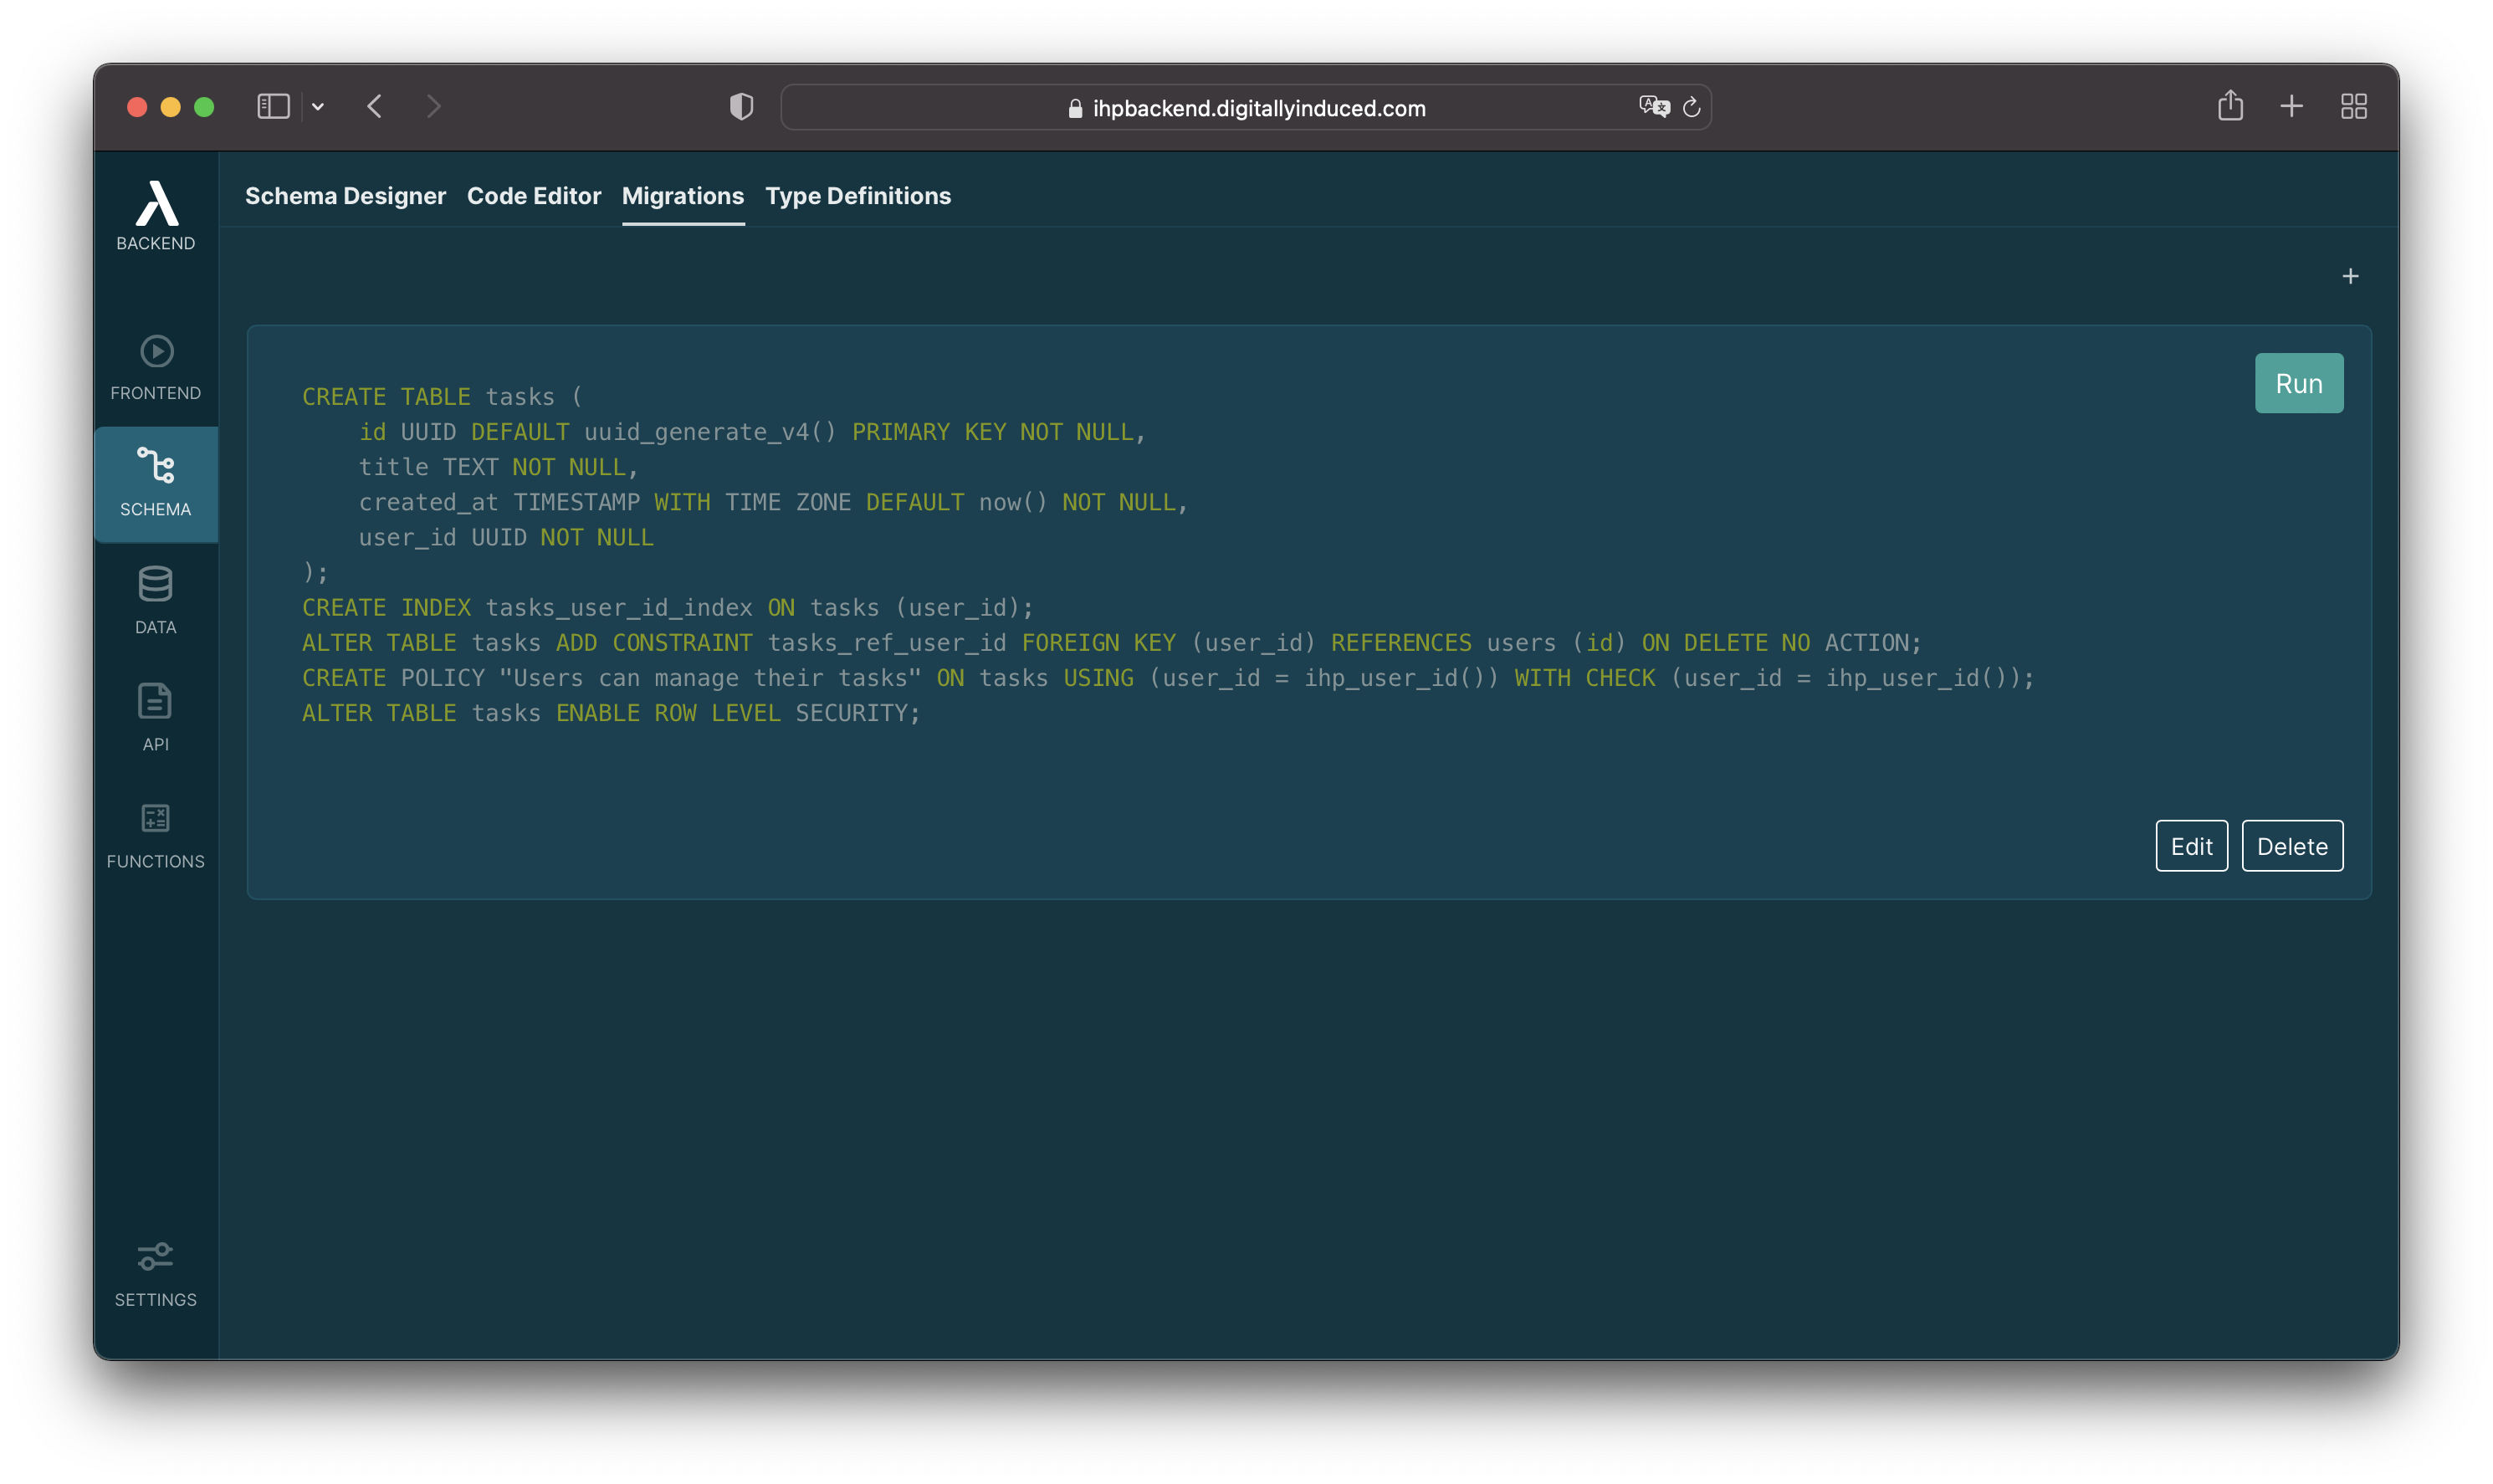 ihpbackend.digitallyinduced.com
BACKEND
Schema Designer Code Editor Migrations Type Definitions
+
FRONTEND
SCHEMA
DATA
API
FUNCTIONS
SETTINGS
Run
CREATE TABLE tasks (
    id UUID DEFAULT uuid_generate_v4() PRIMARY KEY NOT NULL,
    title TEXT NOT NULL,
    created_at TIMESTAMP WITH TIME ZONE DEFAULT now() NOT NULL,
    user_id UUID NOT NULL
);
CREATE INDEX tasks_user_id_index ON tasks (user_id);
ALTER TABLE tasks ADD CONSTRAINT tasks_ref_user_id FOREIGN KEY (user_id) REFERENCES users (id) ON DELETE NO ACTION;
CREATE POLICY "Users can manage their tasks" ON tasks USING (user_id = ihp_user_id()) WITH CHECK (user_id = ihp_user_id());
ALTER TABLE tasks ENABLE ROW LEVEL SECURITY;
Edit Delete